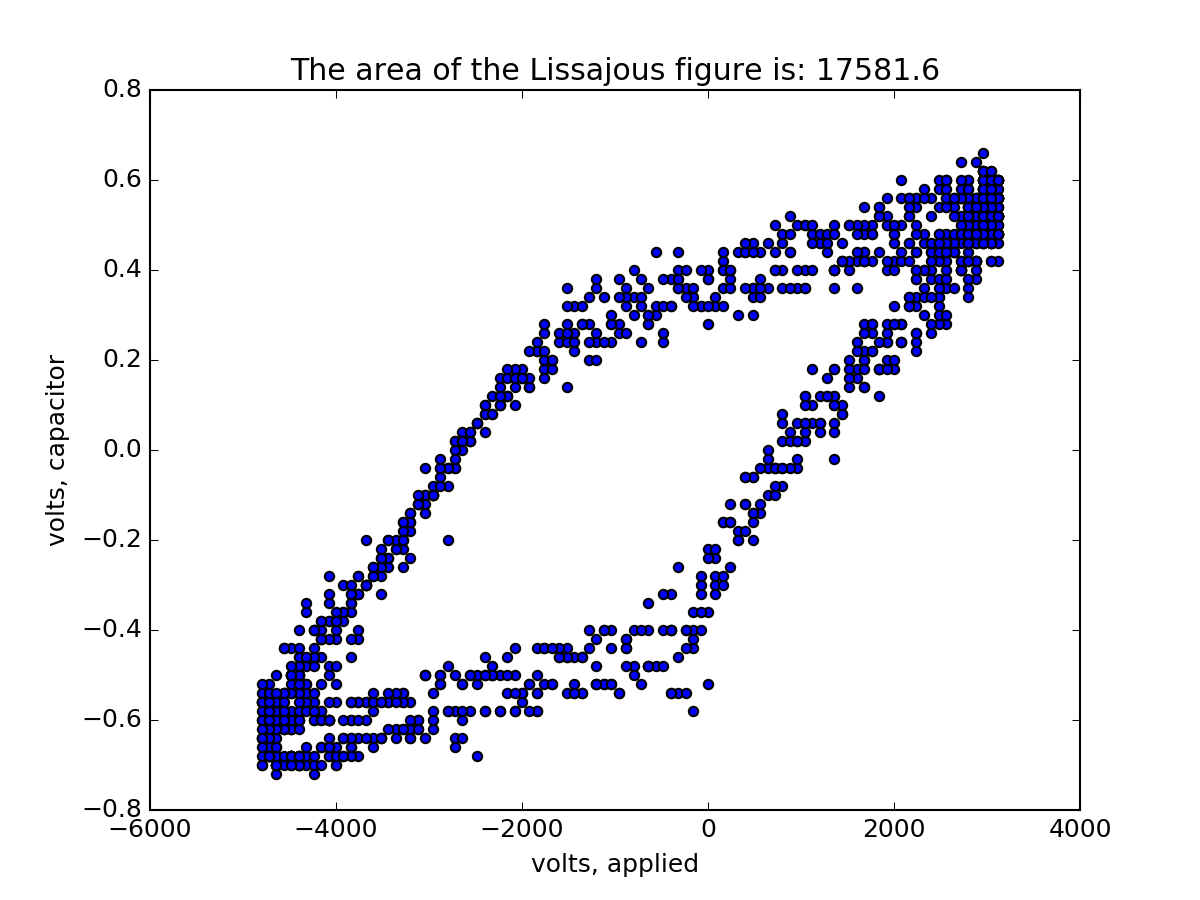 The area of the Lissajous figure is: 17581.6
0.8
0.6
0.4
0.2
0.0
−0.2
−0.4
−0.6
−0.8
volts, capacitor
−6000 −4000 −2000 0 2000 4000
volts, applied